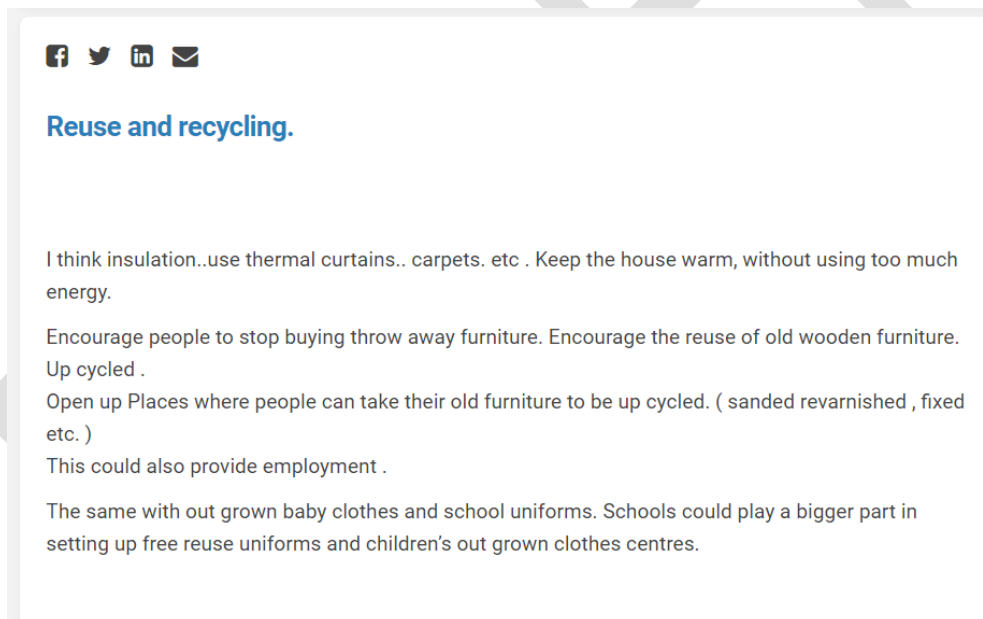 Reuse and recycling.
I think insulation..use thermal curtains.. carpets. etc . Keep the house warm, without using too much
energy.
Encourage people to stop buying throw away furniture. Encourage the reuse of old wooden furniture.
Up cycled .
Open up Places where people can take their old furniture to be up cycled. ( sanded revarnished , fixed
etc. )
This could also provide employment .
The same with out grown baby clothes and school uniforms. Schools could play a bigger part in
setting up free reuse uniforms and children’s out grown clothes centres.